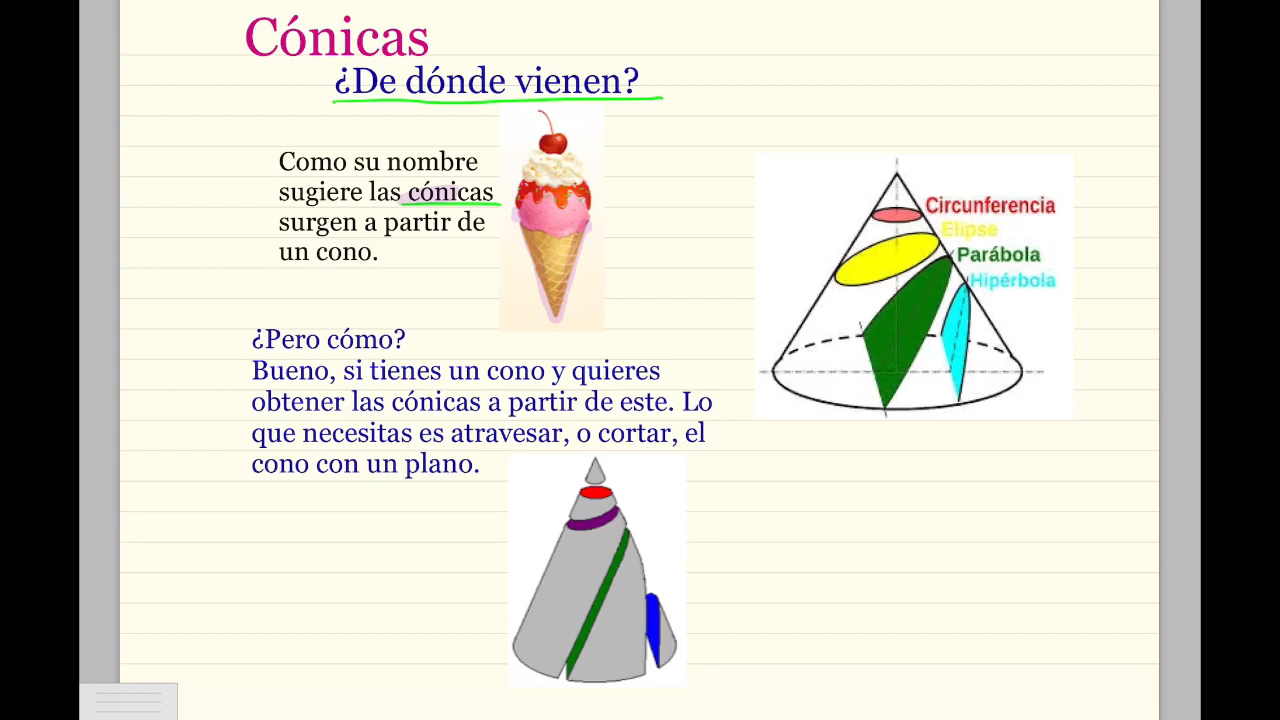 Cónicas
¿De dónde vienen?
Como su nombre
sugiere las cónicas
surgen a partir de
un cono.
Circunferencia
Elipse
Parábola
Hipérbola
¿Pero cómo?
Bueno, si tienes un cono y quieres
obtener las cónicas a partir de este. Lo
que necesitas es atravesar, o cortar, el
cono con un plano.